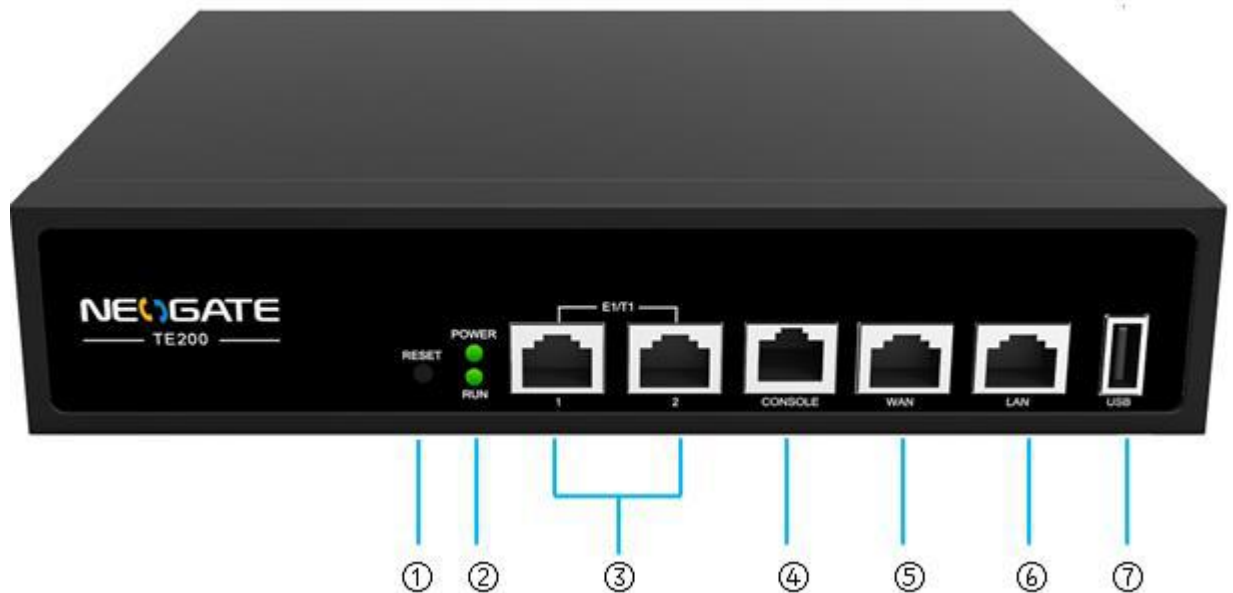 NEOGATE
TE200
RESET
POWER
RUN
E1/T1
1
2
CONSOLE
WAN
LAN
USB
① ② ③ ④ ⑤ ⑥ ⑦